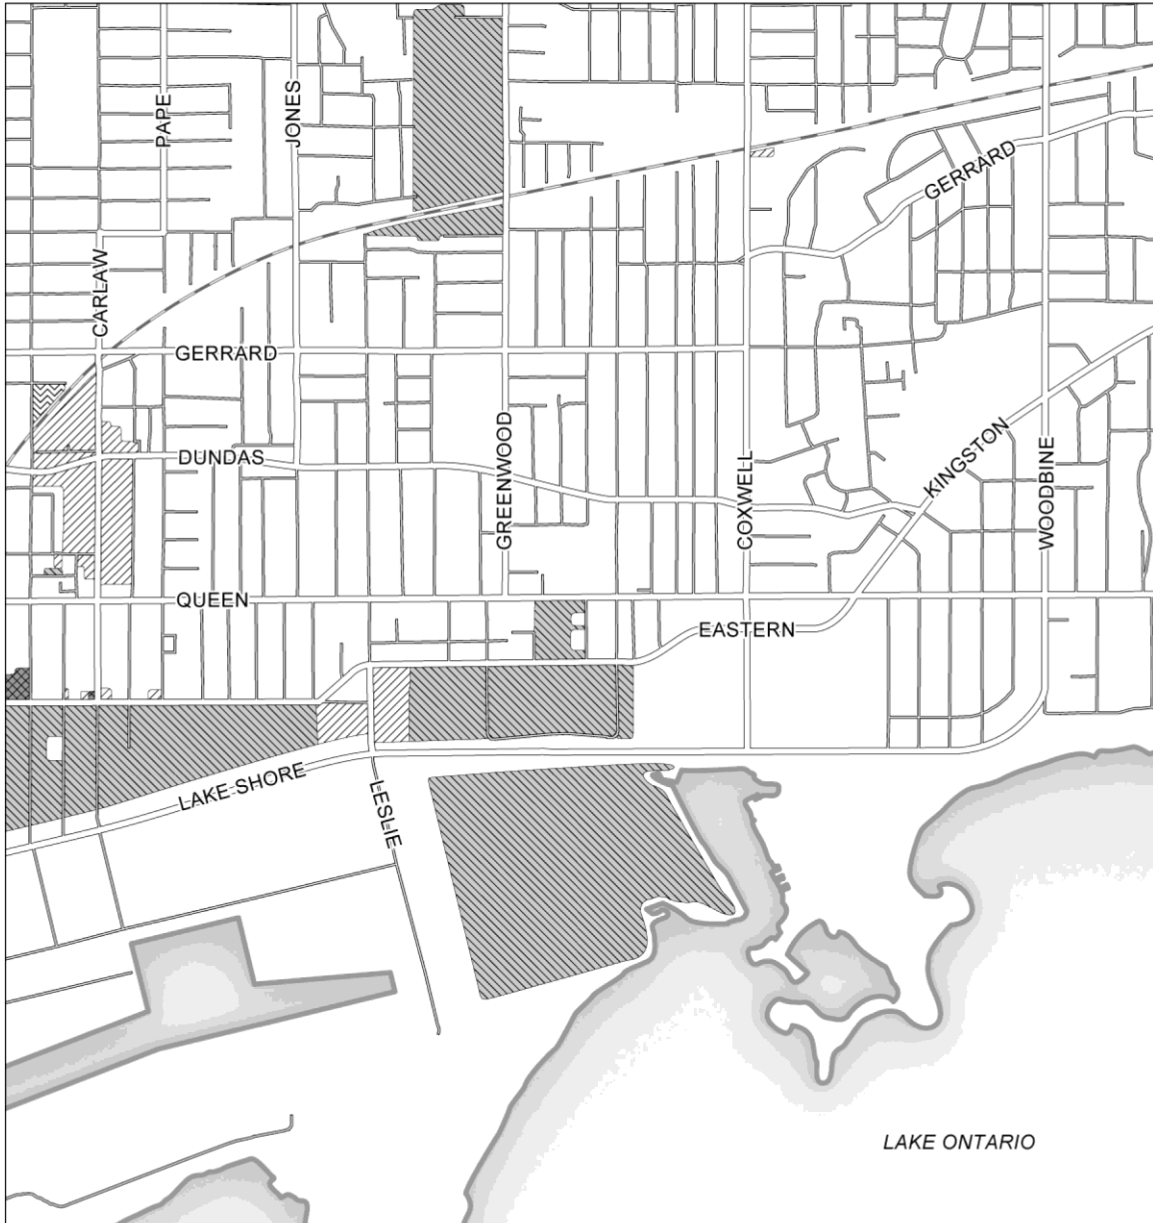 PAPE
JONES
GERRARD
CARLAW
GERRARD
GREENWOOD
KINGSTON
DUNDAS
COXWELL
WOODBINE
QUEEN
EASTERN
LAKE SHORE
LESLIE
LAKE ONTARIO